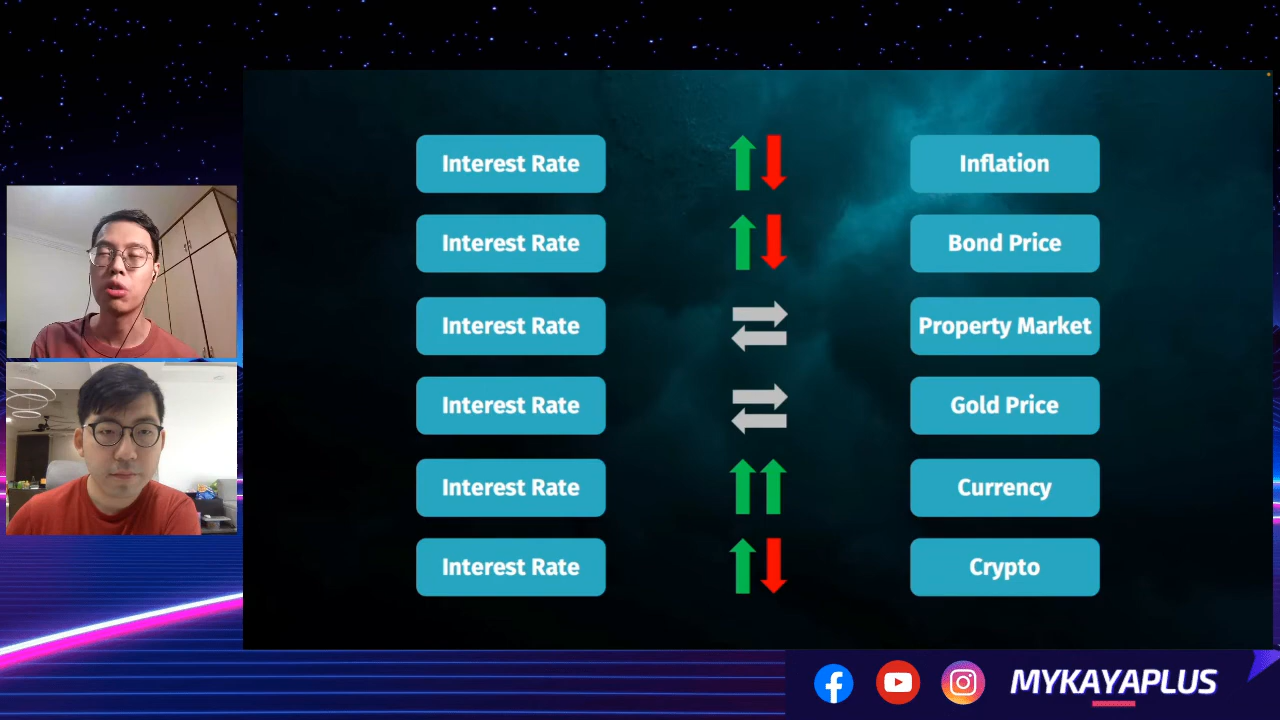 Interest Rate Inflation
Interest Rate Bond Price
Interest Rate Property Market
Interest Rate Gold Price
Interest Rate Currency
Interest Rate Crypto
MYKAYAPLUS